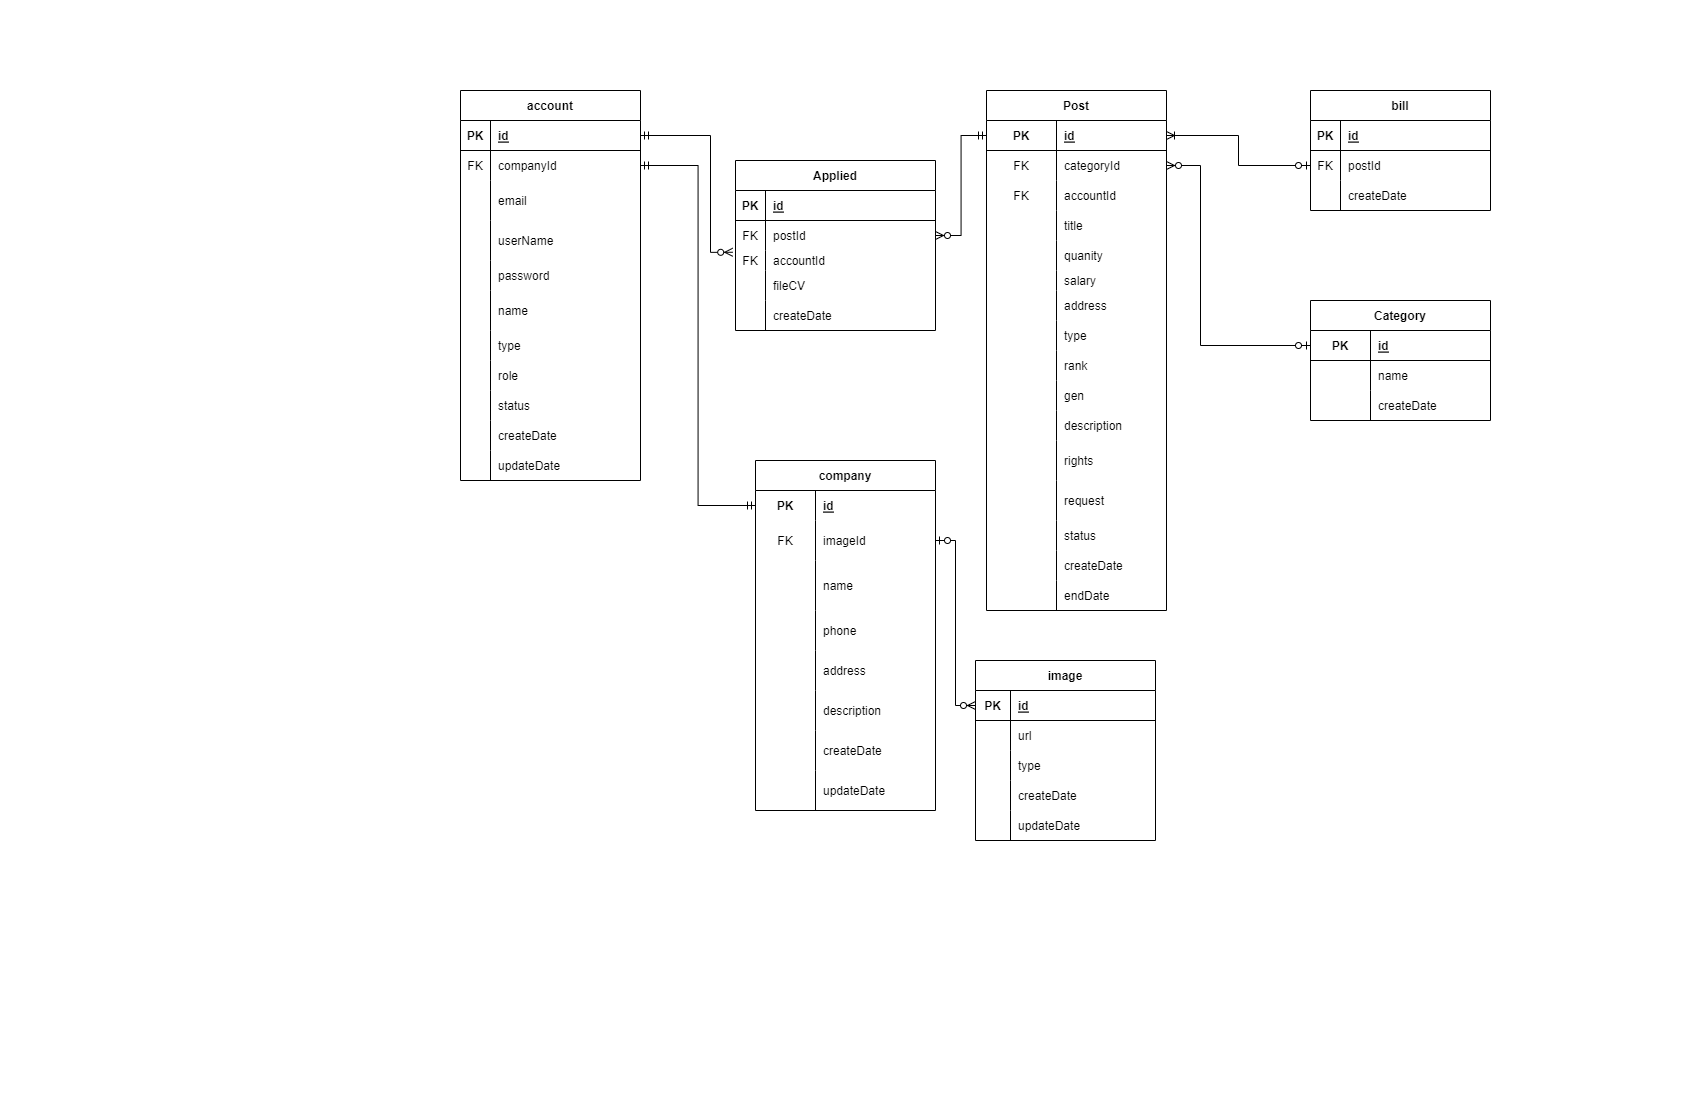 account
PK id
FK companyId
email
userName
password
name
type
role
status
createDate
updateDate
Applied
PK id
FK postId
FK accountId
fileCV
createDate
company
PK id
FK imageId
name
phone
address
description
createDate
updateDate
Post
PK id
FK categoryId
FK accountId
title
quanity
salary
address
type
rank
gen
description
rights
request
status
createDate
endDate
image
PK id
url
type
createDate
updateDate
bill
PK id
FK postId
createDate
Category
PK id
name
createDate